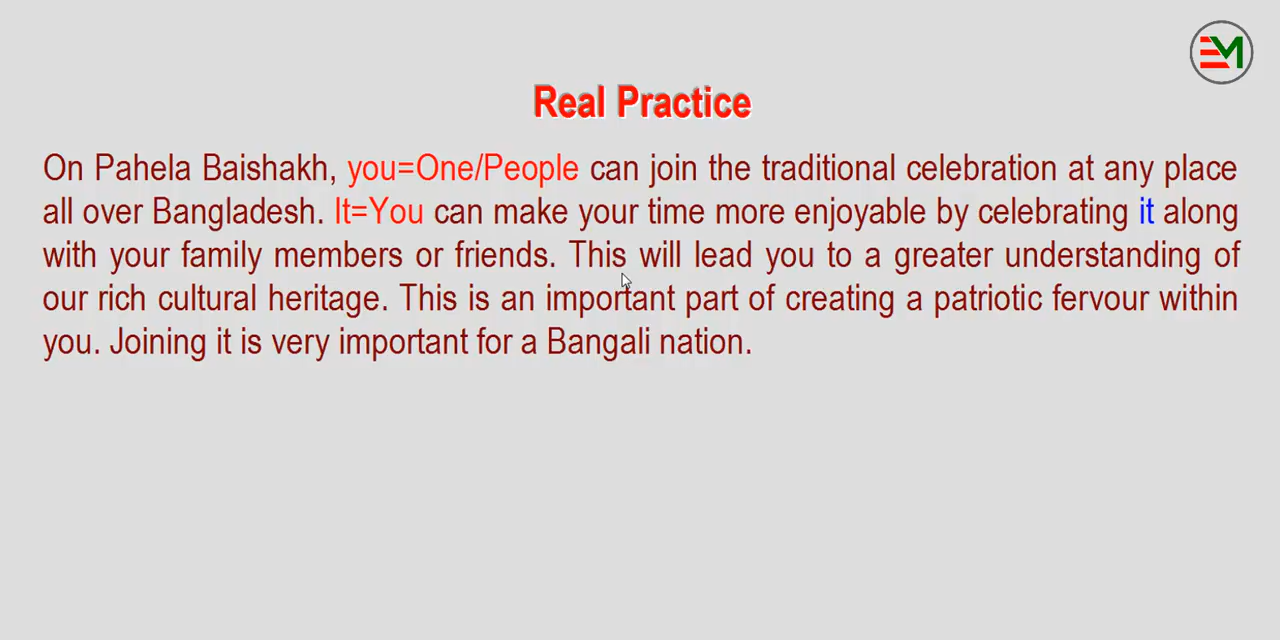 EM
Real Practice
On Pahela Baishakh, you=One/People can join the traditional celebration at any place
all over Bangladesh. It=You can make your time more enjoyable by celebrating it along
with your family members or friends. This will lead you to a greater understanding of
our rich cultural heritage. This is an important part of creating a patriotic fervour within
you. Joining it is very important for a Bangali nation.